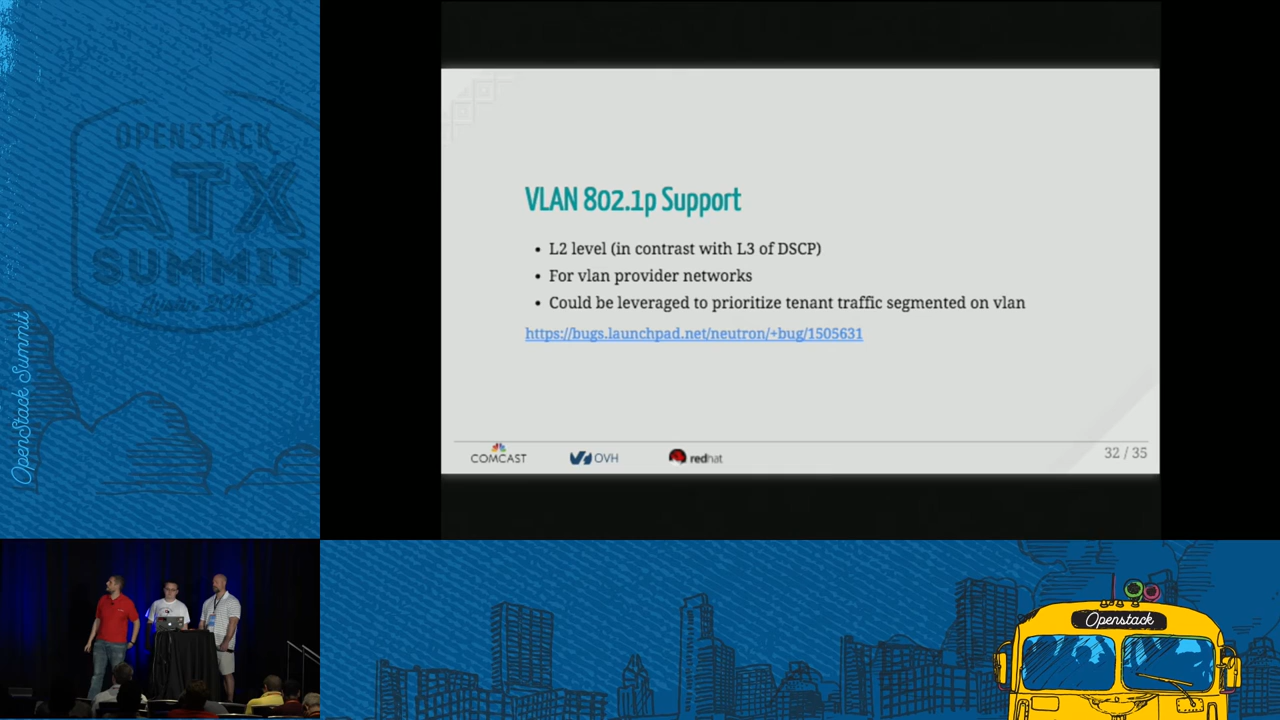 OPENSTACK
ATX
SUMMIT
Austin 2016
OpenStack Summit
VLAN 802.1p Support
• L2 level (in contrast with L3 of DSCP)
• For vlan provider networks
• Could be leveraged to prioritize tenant traffic segmented on vlan
https://bugs.launchpad.net/neutron/+bug/1505631
COMCAST
OVH
redhat
32 / 35
Openstack